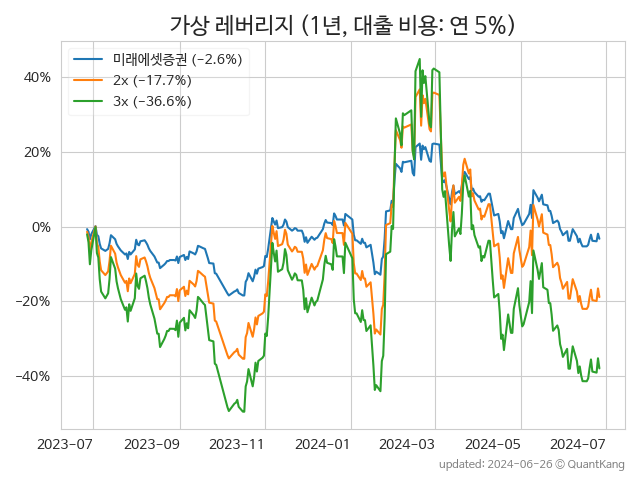 가상 레버리지 (1년, 대출 비용: 연 5%)
미래에셋증권 (−2.6%)
2x (−17.7%)
3x (−36.6%)
40%
20%
0%
−20%
−40%
2023-07 2023-09 2023-11 2024-01 2024-03 2024-05 2024-07
updated: 2024-06-26 © QuantKang